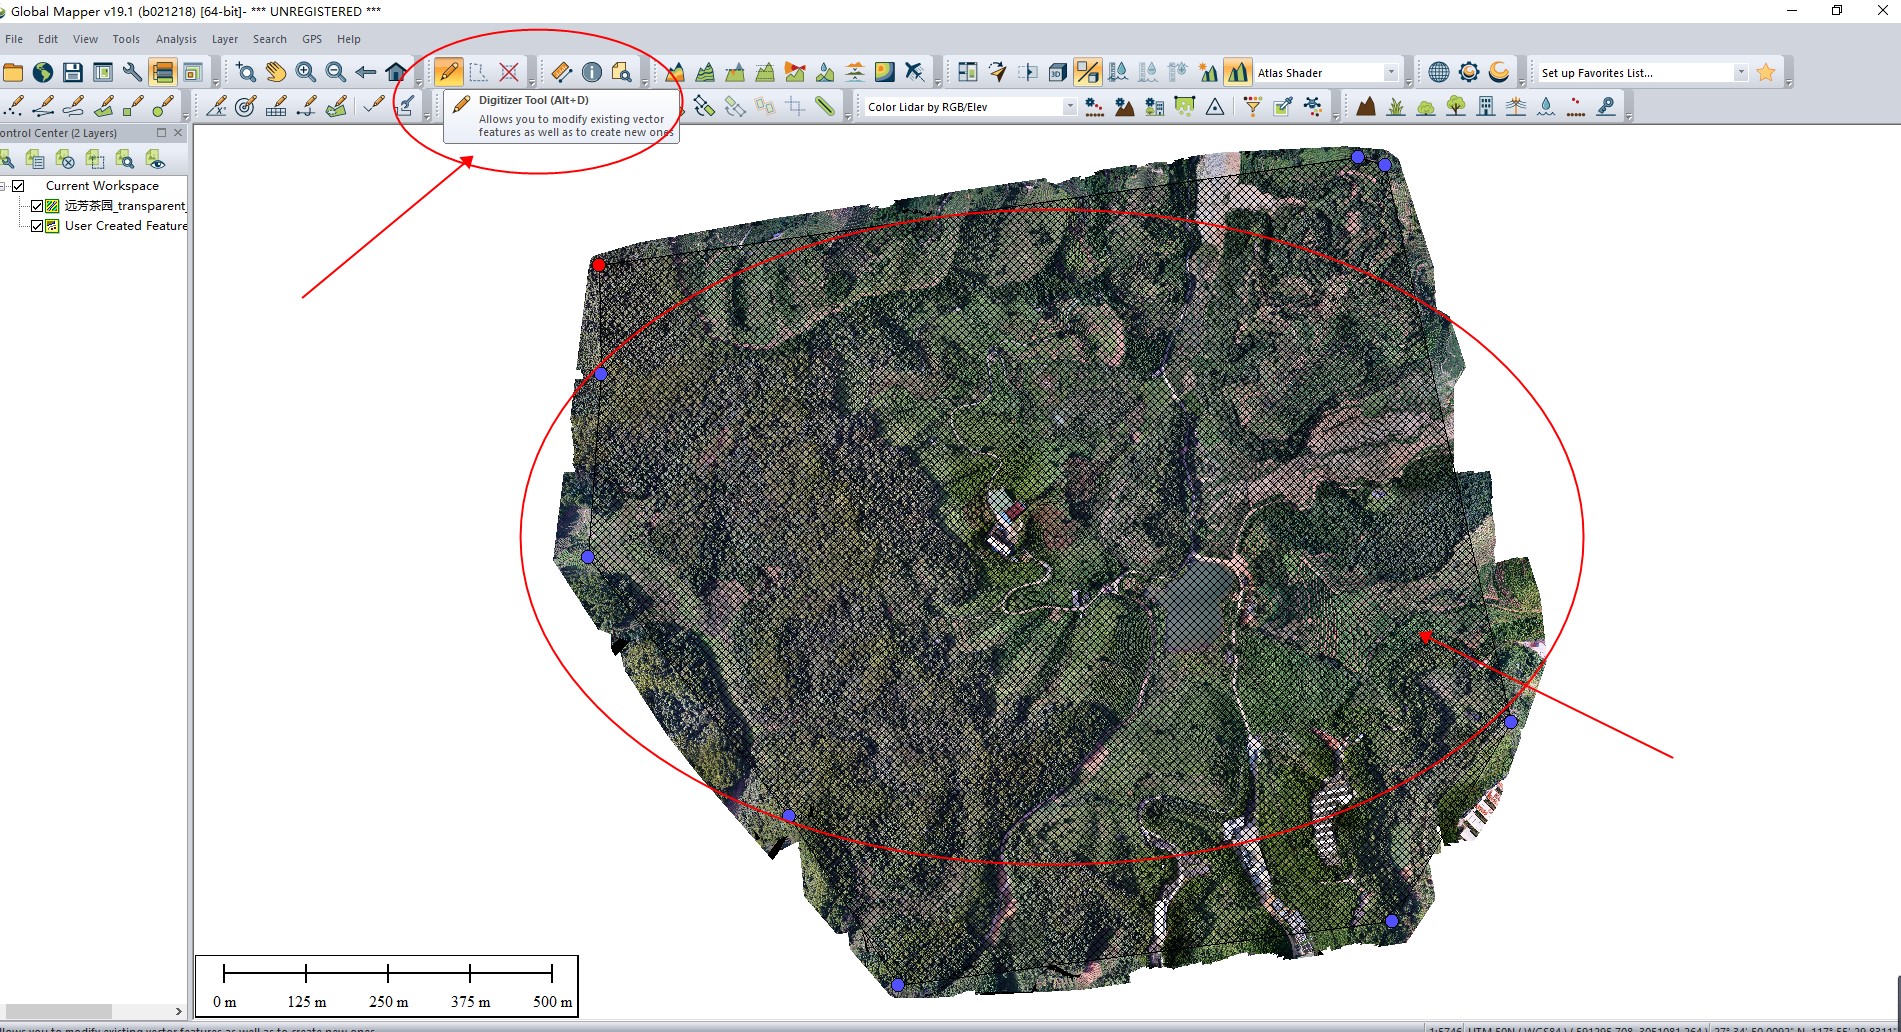 Global Mapper v19.1 (b021218) [64-bit]- *** UNREGISTERED ***
File Edit View Tools Analysis Layer Search GPS Help
Atlas Shader
Set up Favorites List...
Digitizer Tool (Alt+D)
Allows you to modify existing vector
features as well as to create new ones
Color Lidar by RGB/Elev
ontrol Center (2 Layers)
Current Workspace
远芳茶园_transparent_
User Created Feature
0 m 125 m 250 m 375 m 500 m